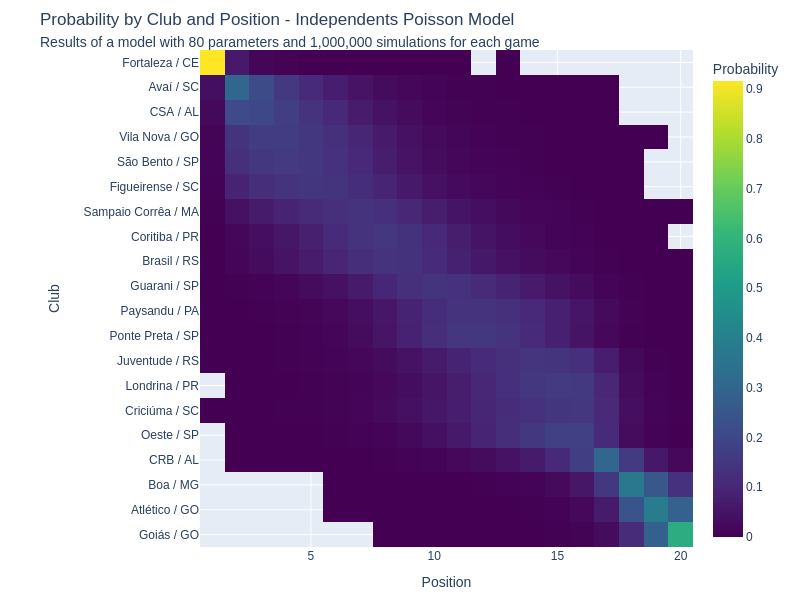 Probability by Club and Position - Independents Poisson Model
Results of a model with 80 parameters and 1,000,000 simulations for each game
Probability
Club
Fortaleza / CE
Avaí / SC
CSA / AL
Vila Nova / GO
São Bento / SP
Figueirense / SC
Sampaio Corrêa / MA
Coritiba / PR
Brasil / RS
Guarani / SP
Paysandu / PA
Ponte Preta / SP
Juventude / RS
Londrina / PR
Criciúma / SC
Oeste / SP
CRB / AL
Boa / MG
Atlético / GO
Goiás / GO
0.9
0.8
0.7
0.6
0.5
0.4
0.3
0.2
0.1
0
5 10 15 20
Position